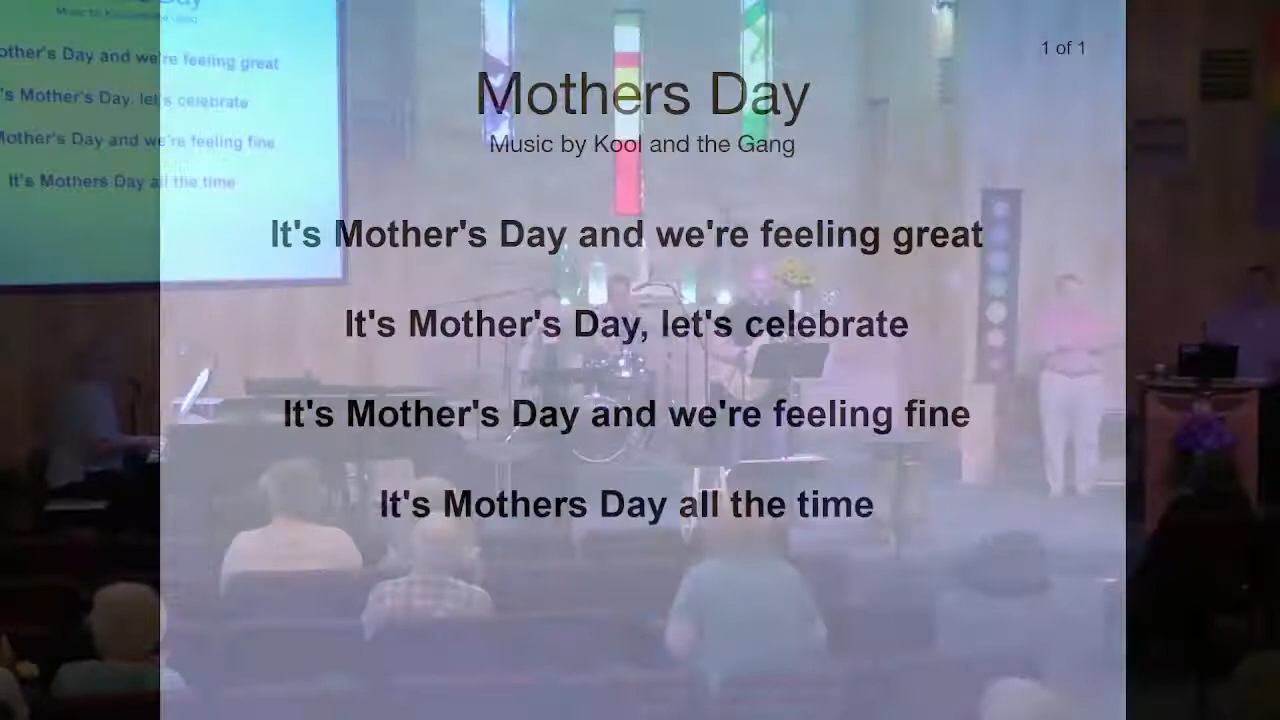 1 of 1
Mothers Day
Music by Kool and the Gang
It's Mother's Day and we're feeling great
It's Mother's Day, let's celebrate
It's Mother's Day and we're feeling fine
It's Mothers Day all the time
Day
other's Day and we're feeling great
's Mother's Day, let's celebrate
Mother's Day and we're feeling fine
It's Mothers Day all the time